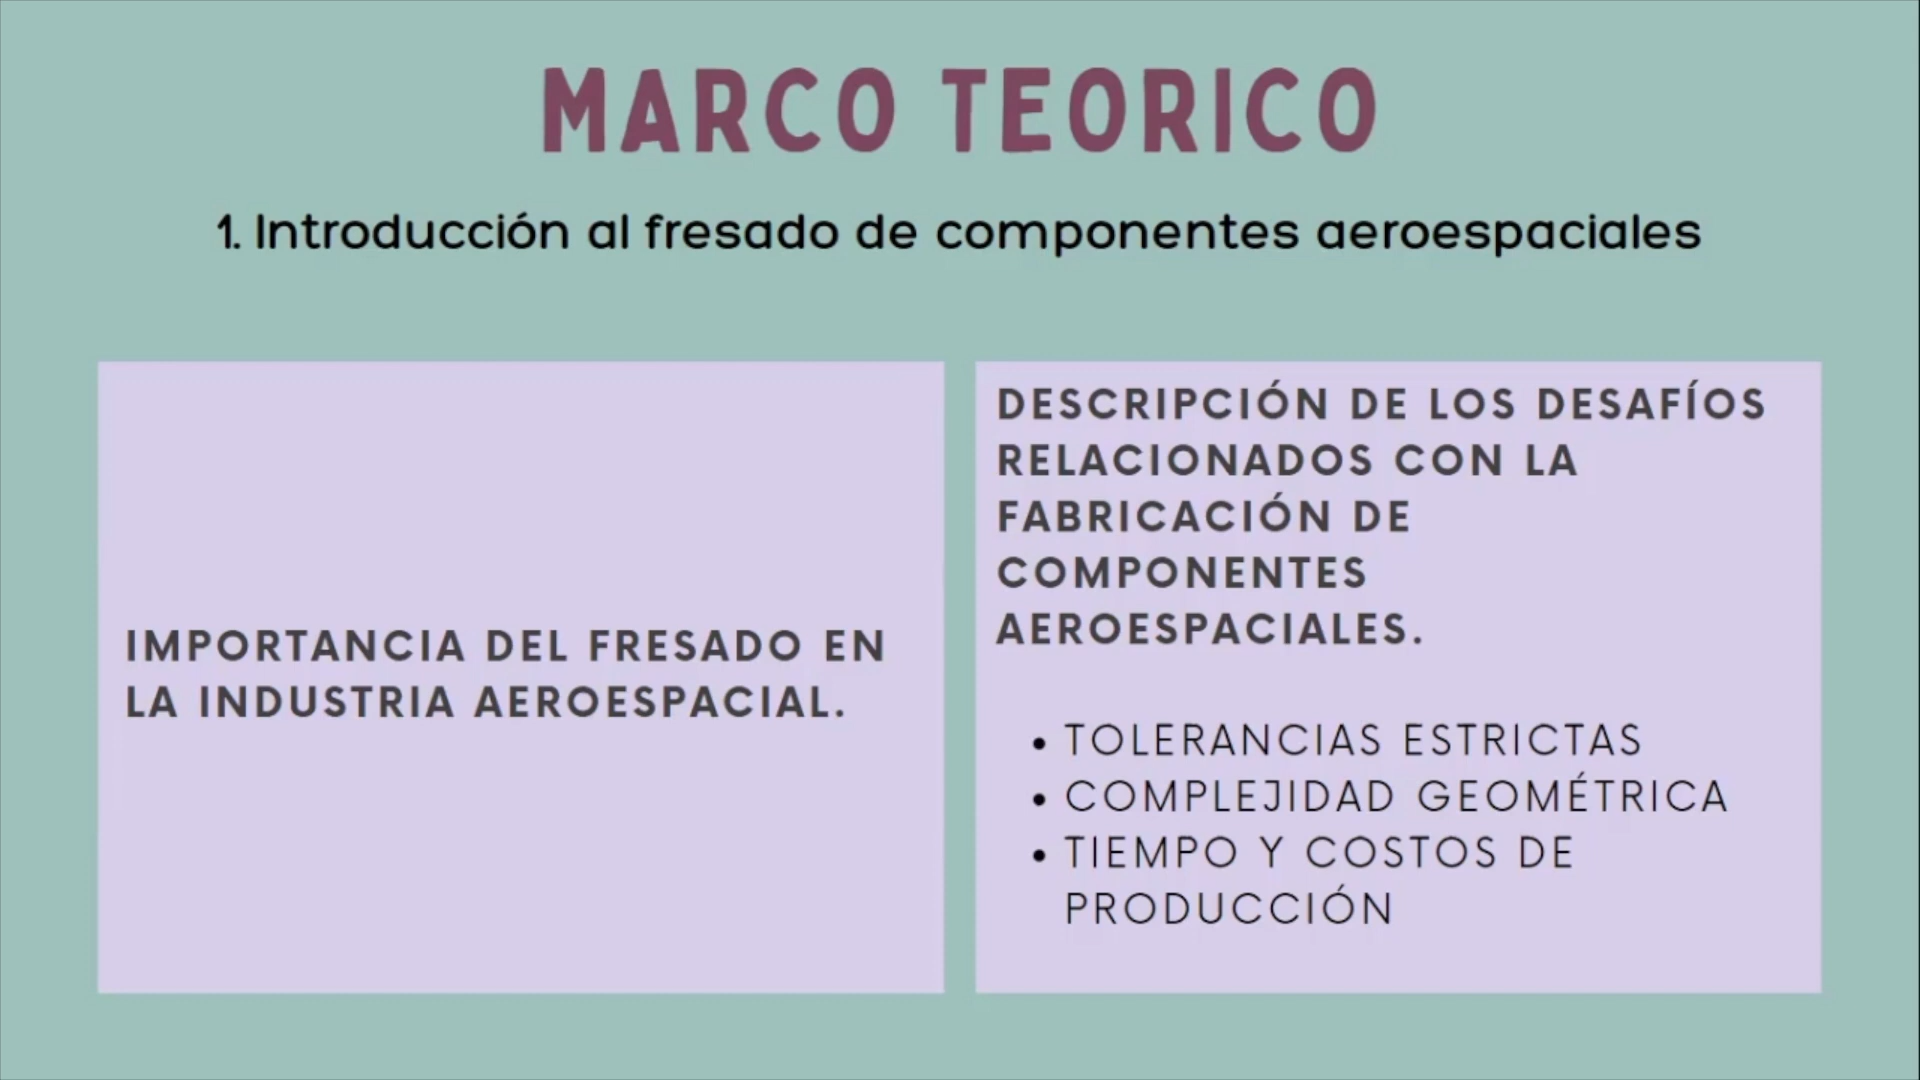 MARCO TEORICO
1. Introducción al fresado de componentes aeroespaciales
IMPORTANCIA DEL FRESADO EN
LA INDUSTRIA AEROESPACIAL.
DESCRIPCIÓN DE LOS DESAFÍOS
RELACIONADOS CON LA
FABRICACIÓN DE
COMPONENTES
AEROESPACIALES.
• TOLERANCIAS ESTRICTAS
• COMPLEJIDAD GEOMÉTRICA
• TIEMPO Y COSTOS DE
PRODUCCIÓN